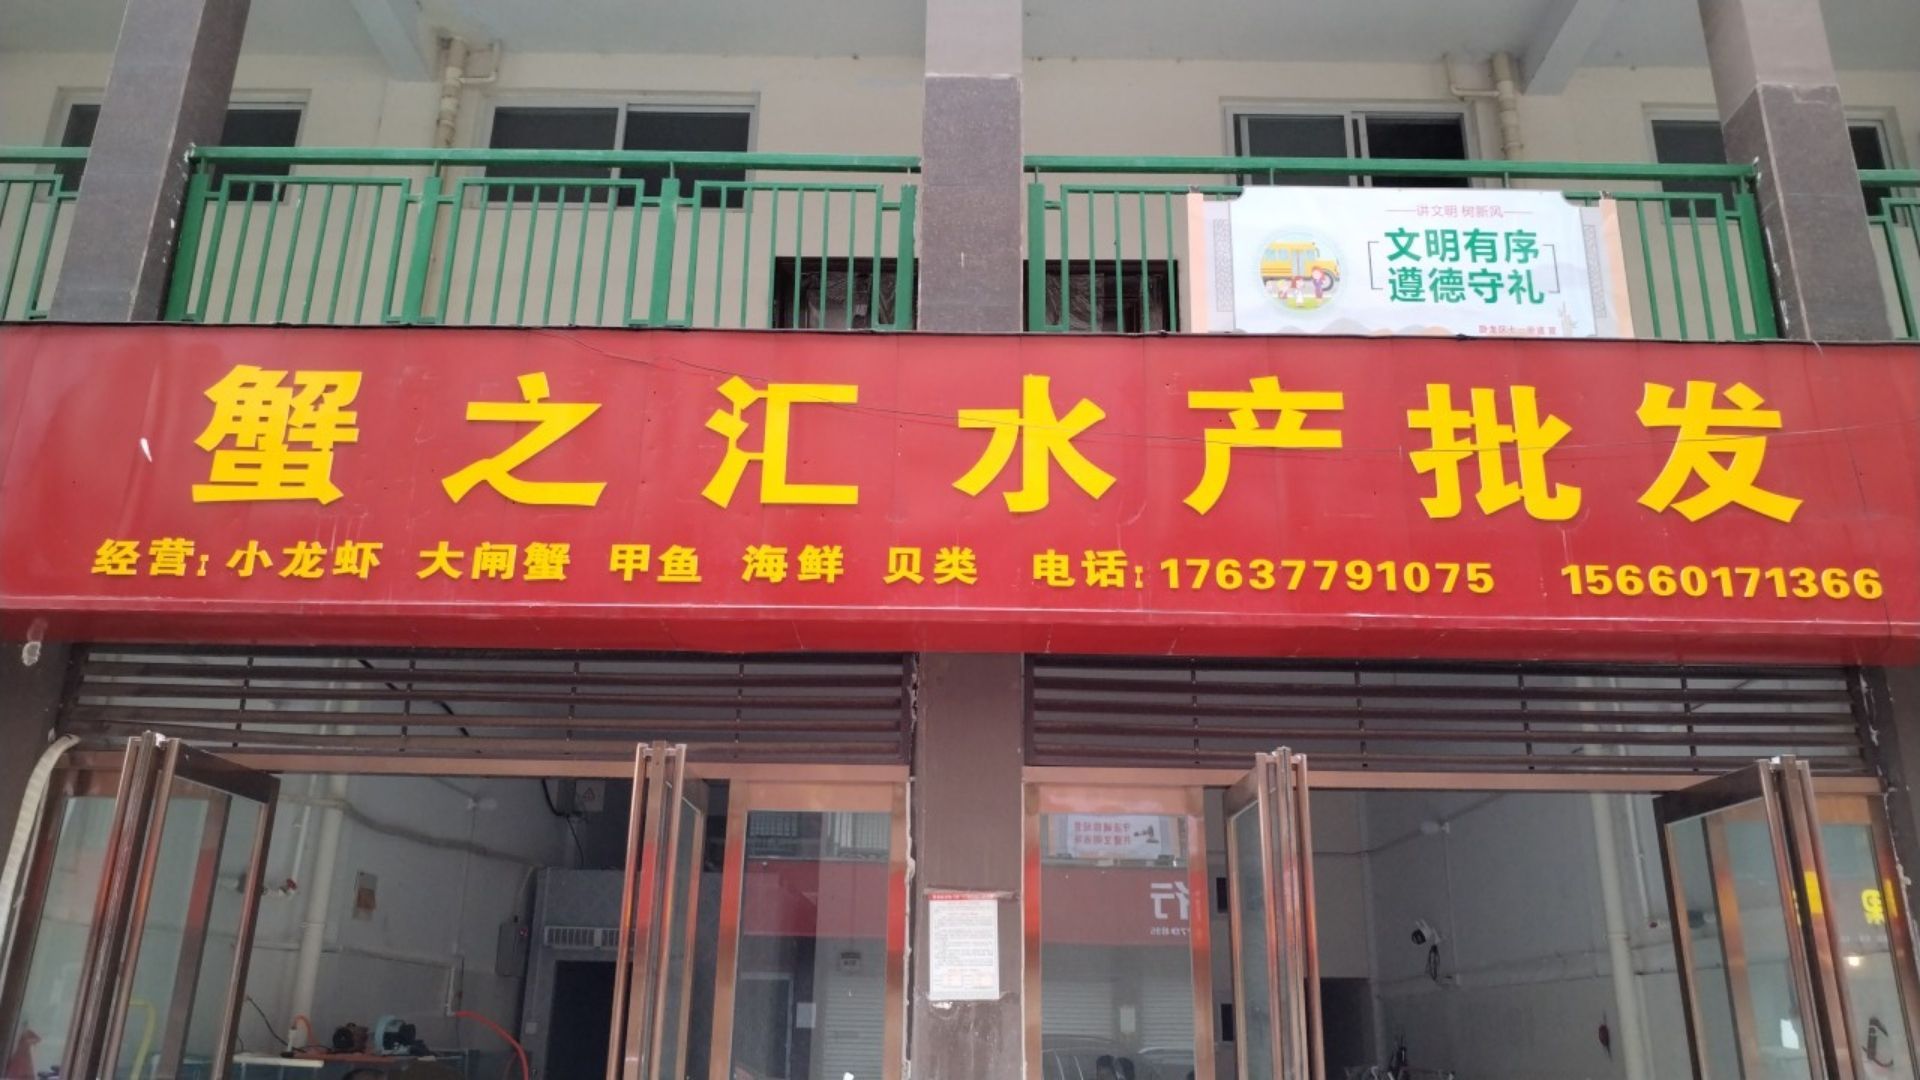 讲文明 树新风
文明有序
遵德守礼
蟹之汇水产批发
经营: 小龙虾 大闸蟹 甲鱼 海鲜 贝类 电话: 17637791075 15660171366
行